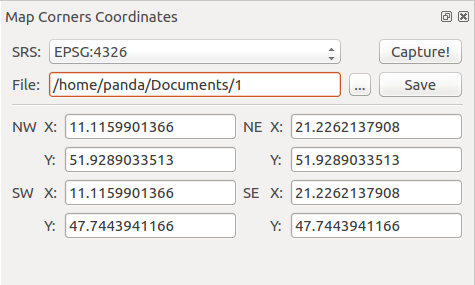 Map Corners Coordinates
SRS: EPSG:4326 Capture!
File: /home/panda/Documents/1 ... Save
NW X: 11.1159901366 NE X: 21.2262137908
Y: 51.9289033513 Y: 51.9289033513
SW X: 11.1159901366 SE X: 21.2262137908
Y: 47.7443941166 Y: 47.7443941166